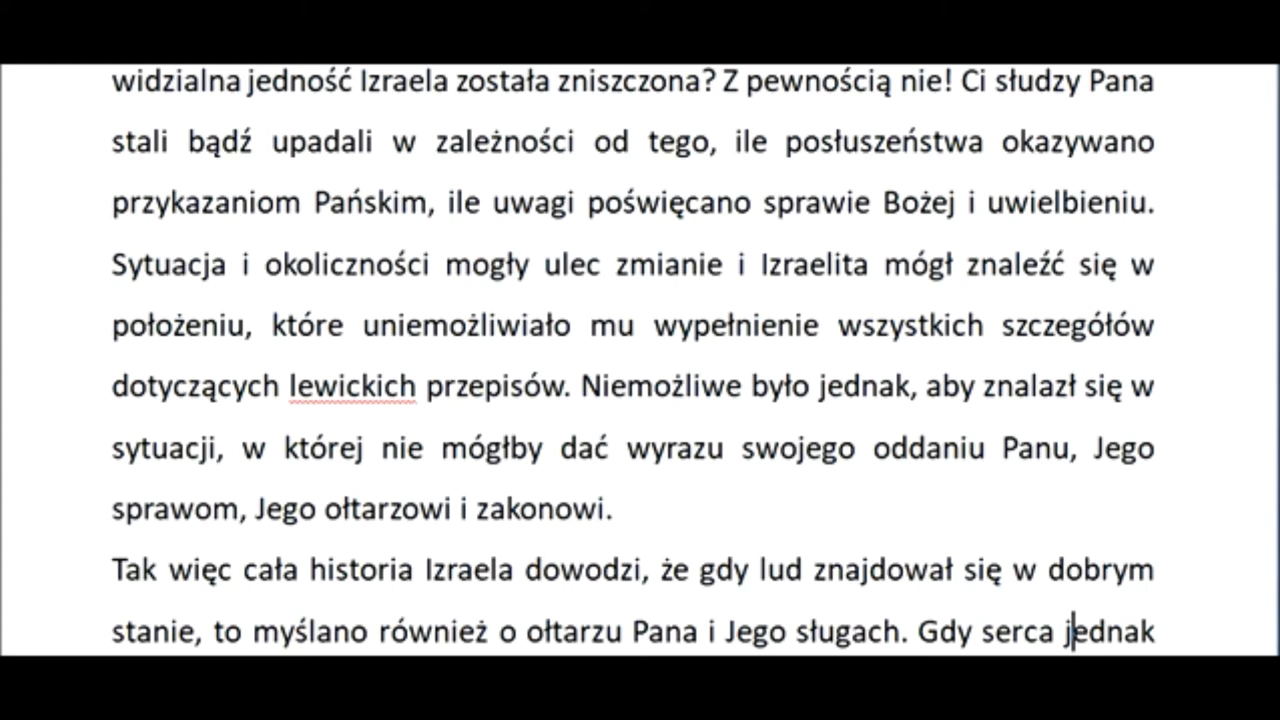 widzialna jedność Izraela została zniszczona? Z pewnością nie! Ci słudzy Pana
stali bądź upadali w zależności od tego, ile posłuszeństwa okazywano
przykazaniom Pańskim, ile uwagi poświęcano sprawie Bożej i uwielbieniu.
Sytuacja i okoliczności mogły ulec zmianie i Izraelita mógł znaleźć się w
położeniu, które uniemożliwiało mu wypełnienie wszystkich szczegółów
dotyczących lewickich przepisów. Niemożliwe było jednak, aby znalazł się w
sytuacji, w której nie mógłby dać wyrazu swojego oddaniu Panu, Jego
sprawom, Jego ołtarzowi i zakonowi.
Tak więc cała historia Izraela dowodzi, że gdy lud znajdował się w dobrym
stanie, to myślano również o ołtarzu Pana i Jego sługach. Gdy serca jednak